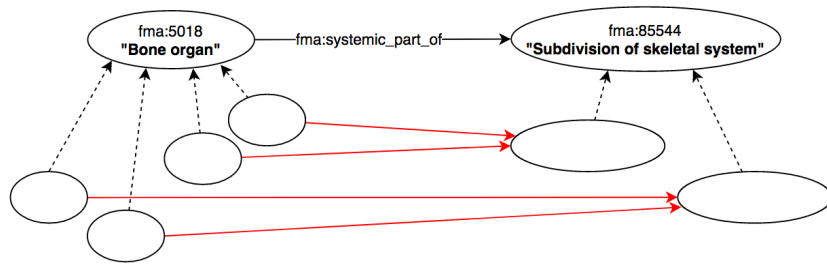 fma:5018
"Bone organ"
fma:systemic_part_of
fma:85544
"Subdivision of skeletal system"